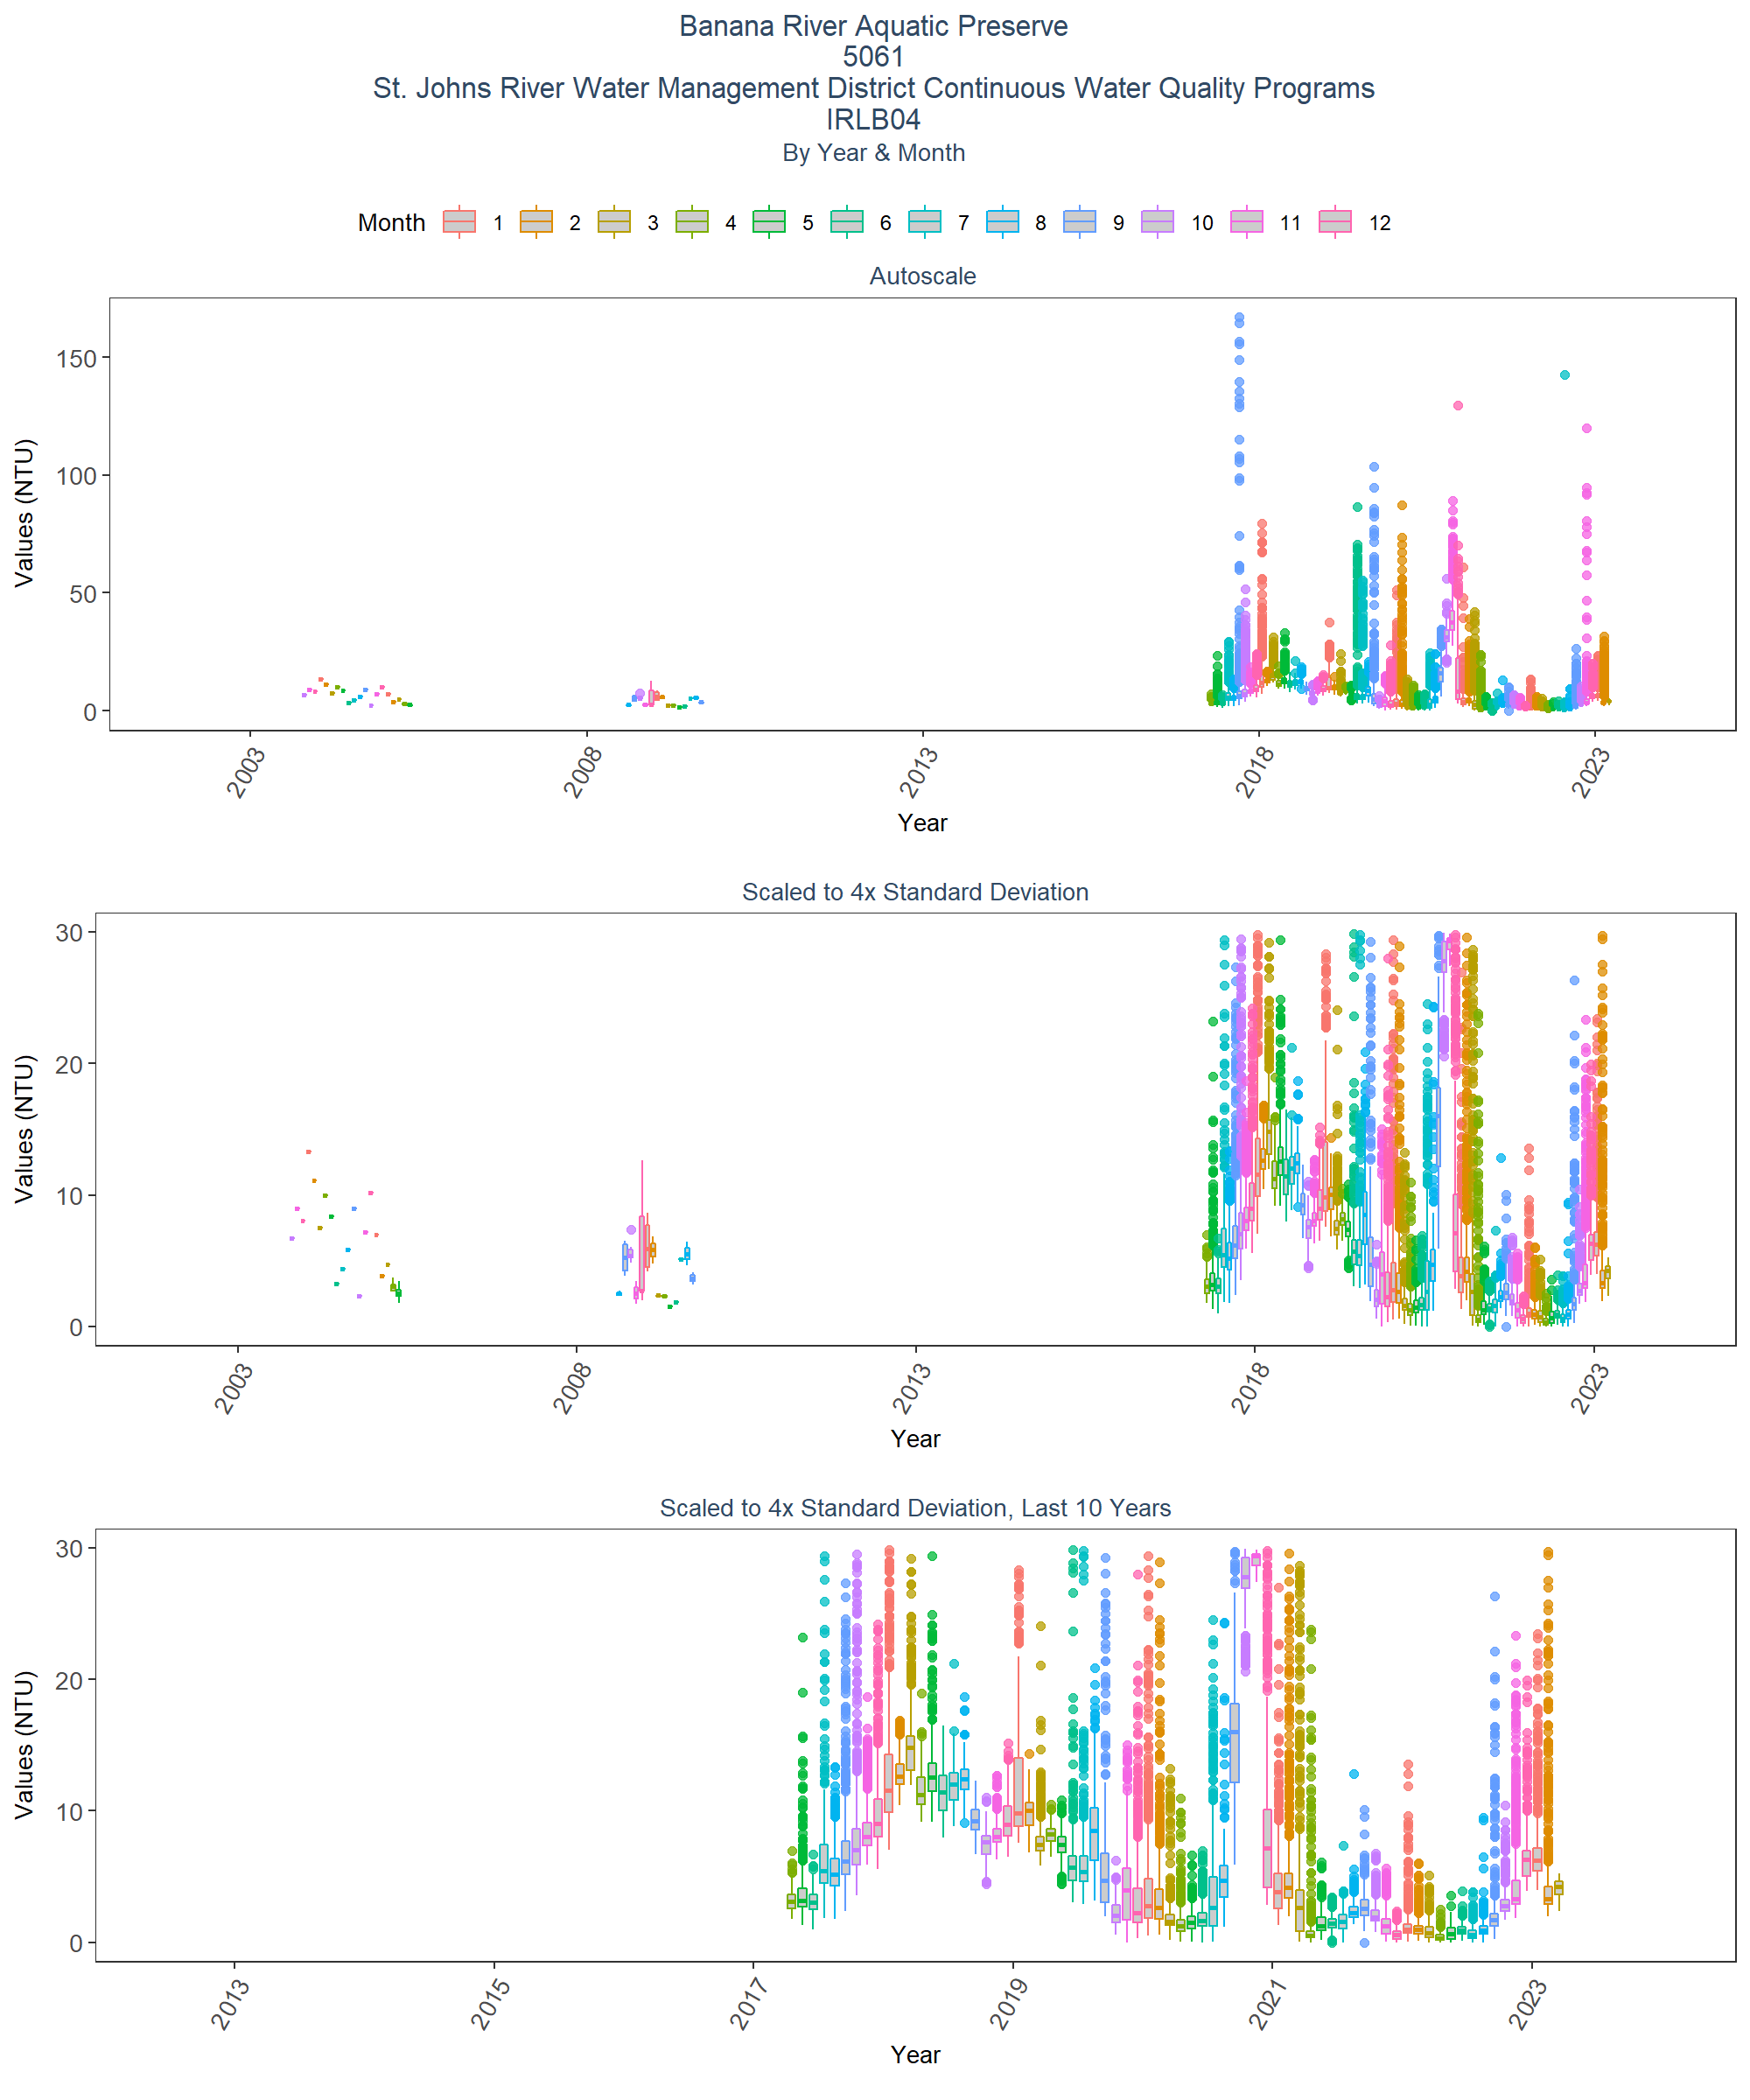 Banana River Aquatic Preserve
5061
St. Johns River Water Management District Continuous Water Quality Programs
IRLB04
By Year & Month
Month 1 2 3 4 5 6 7 8 9 10 11 12
Autoscale
Values (NTU)
150
100
50
0
2003 2008 2013 2018 2023
Year
Scaled to 4x Standard Deviation
Values (NTU)
30
20
10
0
2003 2008 2013 2018 2023
Year
Scaled to 4x Standard Deviation, Last 10 Years
Values (NTU)
30
20
10
0
2013 2015 2017 2019 2021 2023
Year